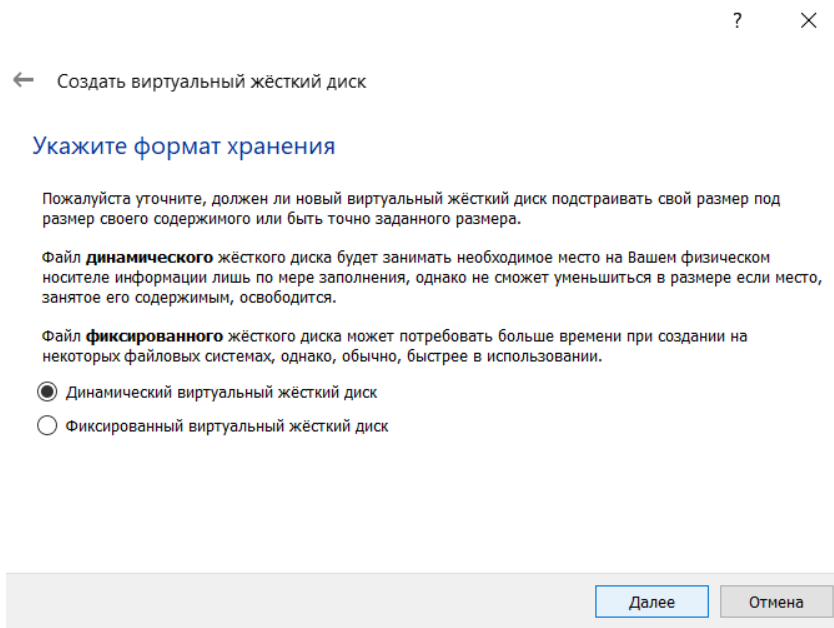 ?
← Создать виртуальный жёсткий диск
Укажите формат хранения
Пожалуйста уточните, должен ли новый виртуальный жёсткий диск подстраивать свой размер под
размер своего содержимого или быть точно заданного размера.
Файл динамического жёсткого диска будет занимать необходимое место на Вашем физическом
носителе информации лишь по мере заполнения, однако не сможет уменьшиться в размере если место,
занятое его содержимым, освободится.
Файл фиксированного жёсткого диска может потребовать больше времени при создании на
некоторых файловых системах, однако, обычно, быстрее в использовании.
Динамический виртуальный жёсткий диск
Фиксированный виртуальный жёсткий диск
Далее Отмена